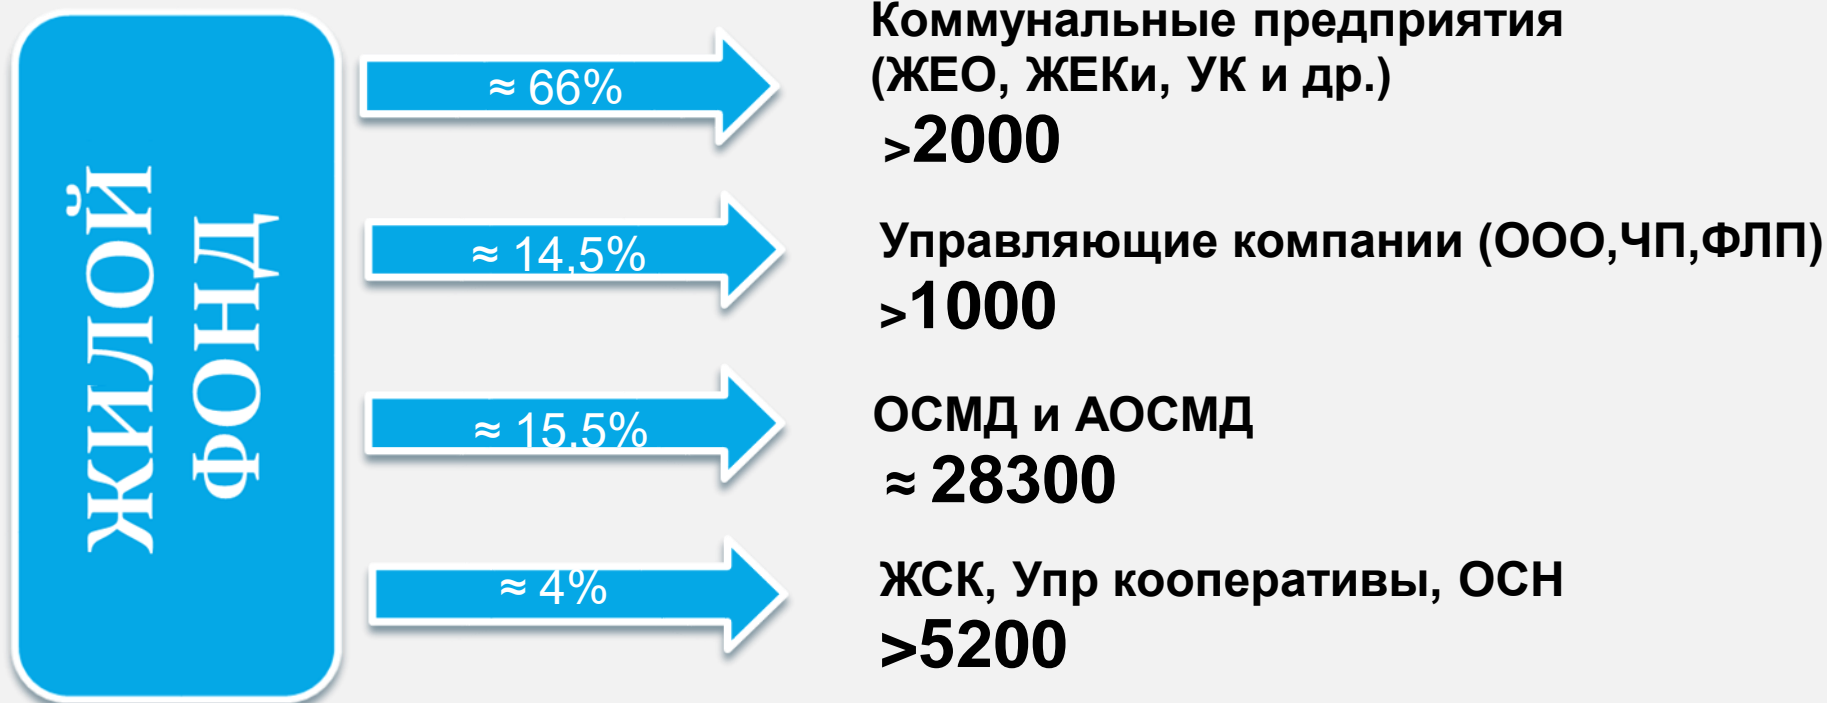 ЖИЛОЙ
ФОНД
≈ 66%
Коммунальные предприятия
(ЖЕО, ЖЕКи, УК и др.)
>2000
≈ 14,5%
Управляющие компании (ООО,ЧП,ФЛП)
>1000
≈ 15,5%
ОСМД и АОСМД
≈ 28300
≈ 4%
ЖСК, Упр кооперативы, ОСН
>5200